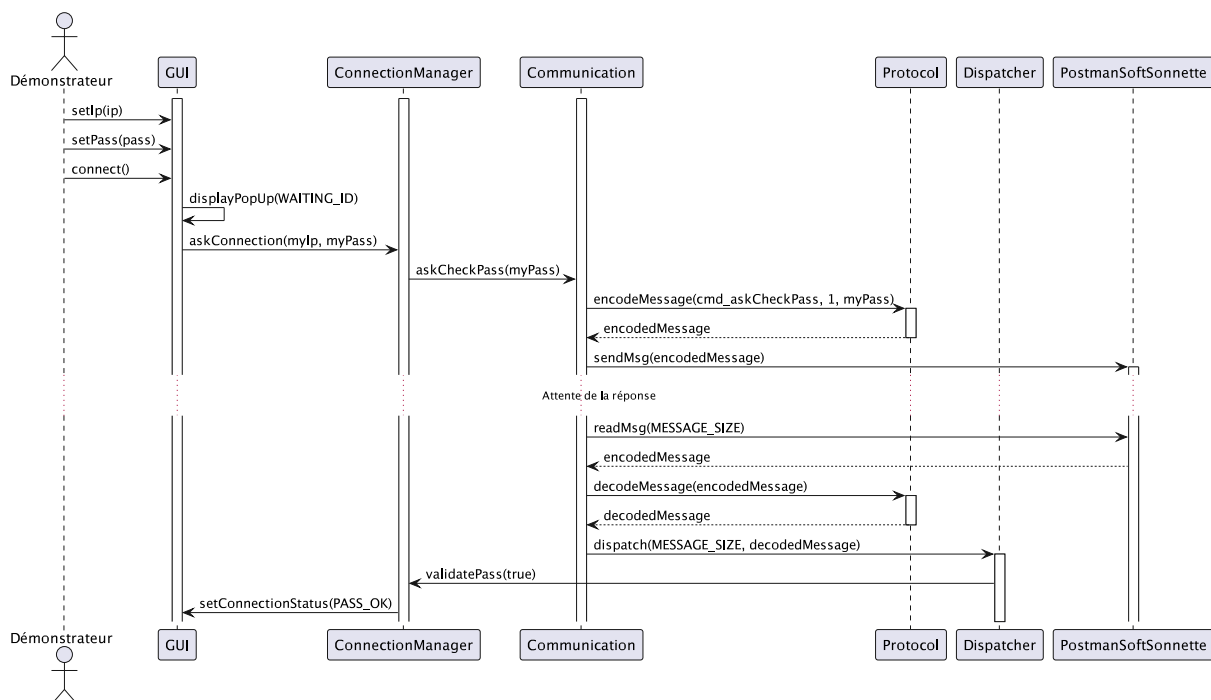 Démonstrateur
GUI
ConnectionManager
Communication
Protocol
Dispatcher
PostmanSoftSonnette
setIp(ip)
setPass(pass)
connect()
displayPopUp(WAITING_ID)
askConnection(myIp, myPass)
askCheckPass(myPass)
encodeMessage(cmd_askCheckPass, 1, myPass)
encodedMessage
sendMsg(encodedMessage)
Attente de la réponse
readMsg(MESSAGE_SIZE)
encodedMessage
decodeMessage(encodedMessage)
decodedMessage
dispatch(MESSAGE_SIZE, decodedMessage)
validatePass(true)
setConnectionStatus(PASS_OK)
Démonstrateur
GUI
ConnectionManager
Communication
Protocol
Dispatcher
PostmanSoftSonnette